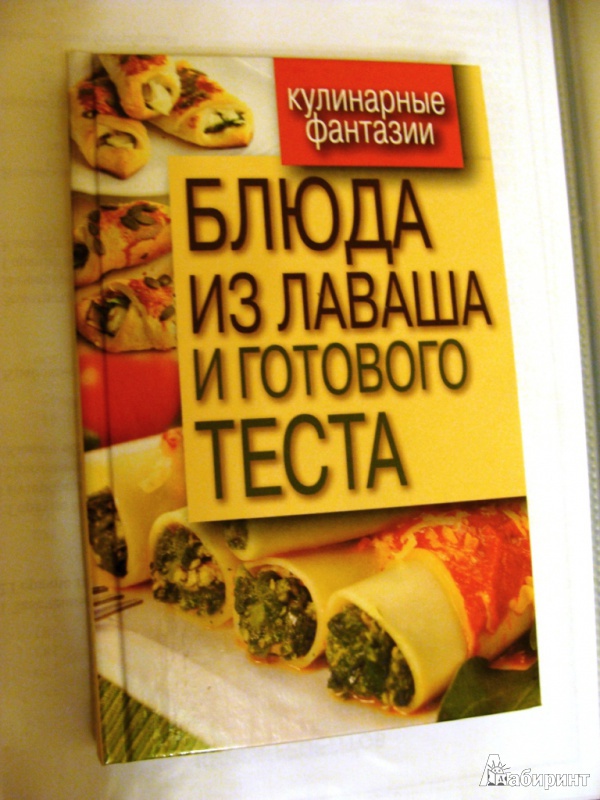 Кулинарные
фантазии
БЛЮДА
ИЗ ЛАВАША
И ГОТОВОГО
ТЕСТА
Лабиринт